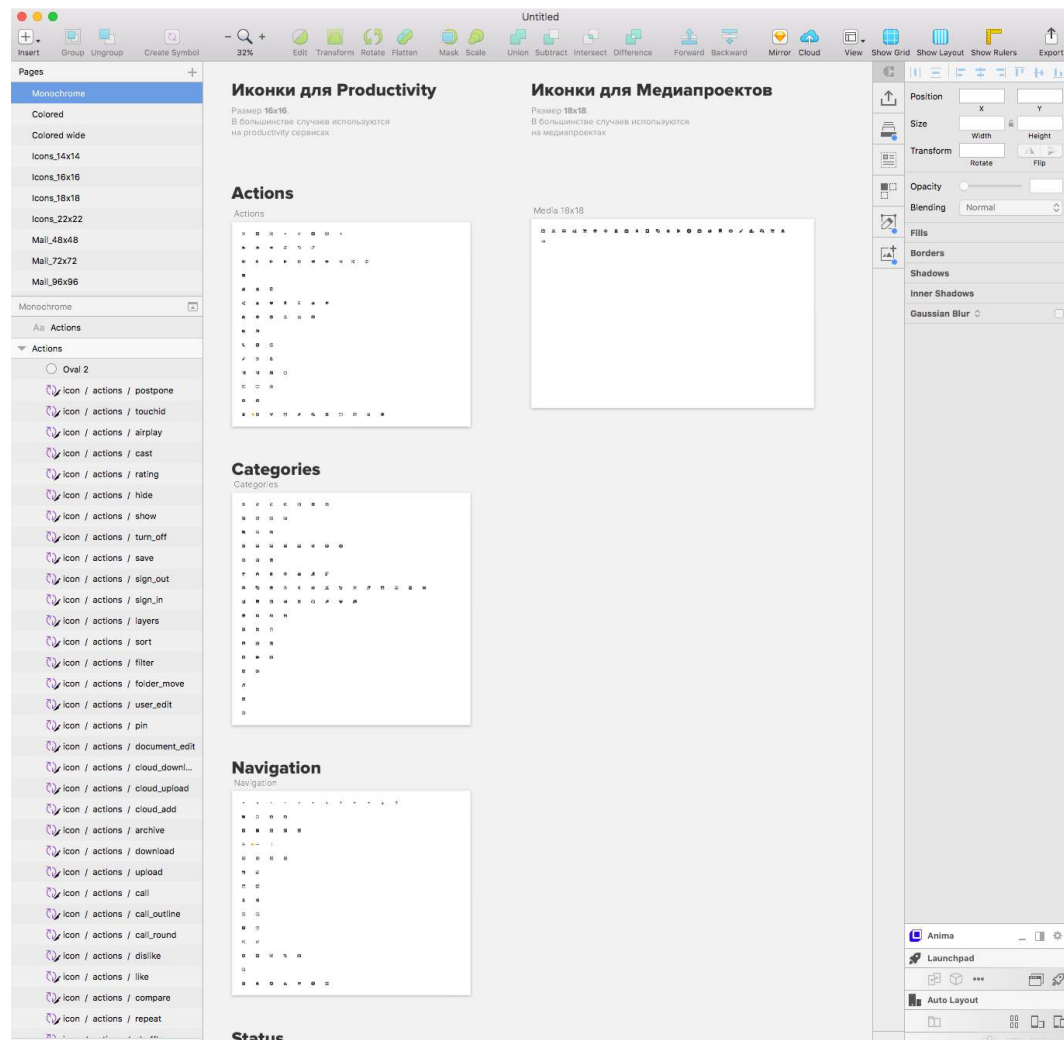 Untitled
Insert Group Ungroup Create Symbol 32% Edit Transform Rotate Flatten Mask Scale Union Subtract Intersect Difference Forward Backward Mirror Cloud View Show Grid Show Layout Show Rulers Export
Pages
Monochrome
Colored
Colored wide
Icons_14x14
Icons_16x16
Icons_18x18
Icons_22x22
Mail_48x48
Mail_72x72
Mail_96x96
Monochrome
Aa Actions
Actions
Oval 2
icon / actions / postpone
icon / actions / touchid
icon / actions / airplay
icon / actions / cast
icon / actions / rating
icon / actions / hide
icon / actions / show
icon / actions / turn_off
icon / actions / save
icon / actions / sign_out
icon / actions / sign_in
icon / actions / layers
icon / actions / sort
icon / actions / filter
icon / actions / folder_move
icon / actions / user_edit
icon / actions / pin
icon / actions / document_edit
icon / actions / cloud_downl...
icon / actions / cloud_upload
icon / actions / cloud_add
icon / actions / archive
icon / actions / download
icon / actions / upload
icon / actions / call
icon / actions / call_outline
icon / actions / call_round
icon / actions / dislike
icon / actions / like
icon / actions / compare
icon / actions / repeat
Иконки для Productivity
Размер 16x16.
В большинстве случаев используются
на productivity сервисах
Иконки для Медиапроектов
Размер 18x18.
В большинстве случаев используются
на медиапроектах
Actions
Actions
Media 18x18
Categories
Categories
Navigation
Navigation
Status
Position
X Y
Size
Width Height
Transform
Rotate Flip
Opacity
Blending Normal
Fills
Borders
Shadows
Inner Shadows
Gaussian Blur
Anima
Launchpad
Auto Layout